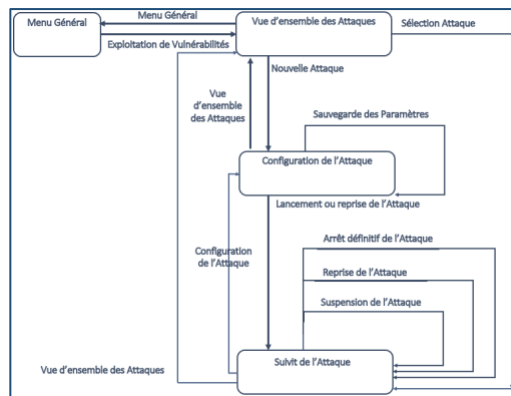 Menu Général
Menu Général
Vue d'ensemble des Attaques
Sélection Attaque
Exploitation de Vulnérabilités
Nouvelle Attaque
Vue
d'ensemble
des Attaques
Sauvegarde des Paramètres
Configuration de l'Attaque
Lancement ou reprise de l'Attaque
Arrêt définitif de l'Attaque
Configuration
de l'Attaque
Reprise de l'Attaque
Suspension de l'Attaque
Suivit de l'Attaque
Vue d'ensemble des Attaques